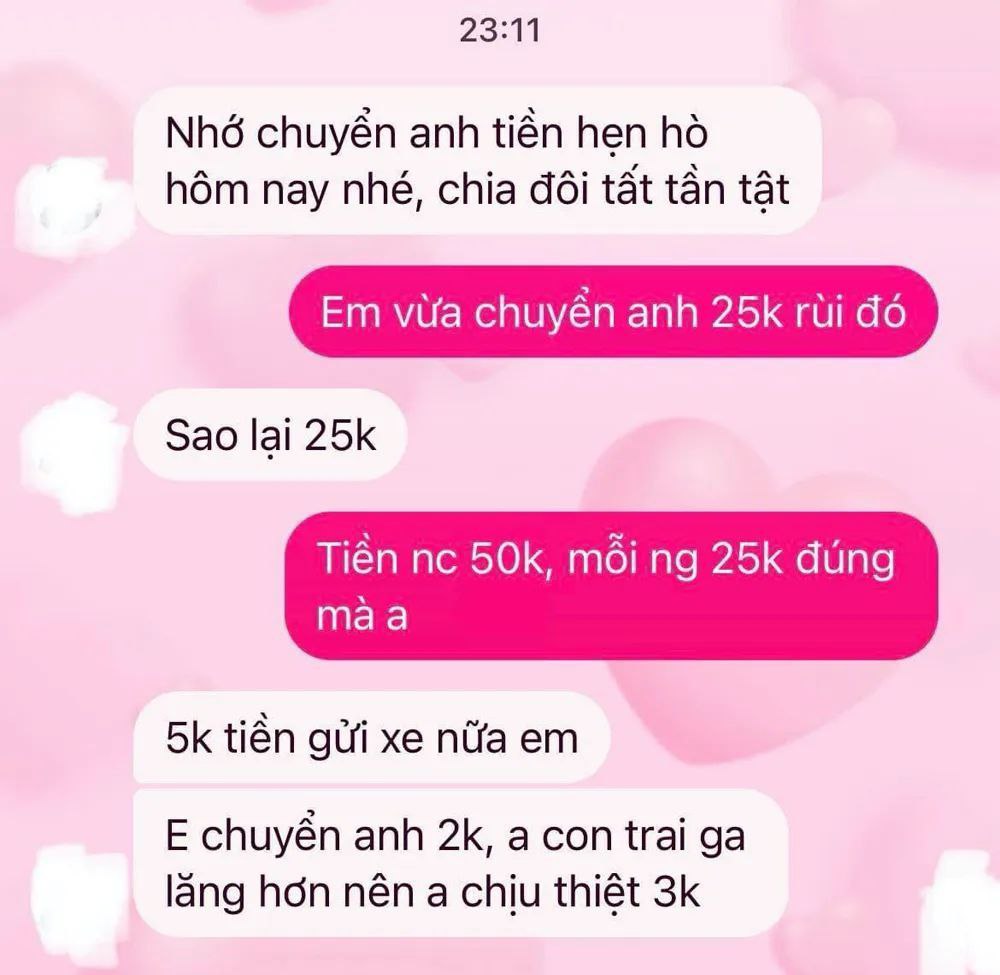 23:11
Nhớ chuyển anh tiền hẹn hò
hôm nay nhé, chia đôi tất tần tật
Em vừa chuyển anh 25k rùi đó
Sao lại 25k
Tiền nc 50k, mỗi ng 25k đúng
mà a
5k tiền gửi xe nữa em
E chuyển anh 2k, a con trai ga
lăng hơn nên a chịu thiệt 3k